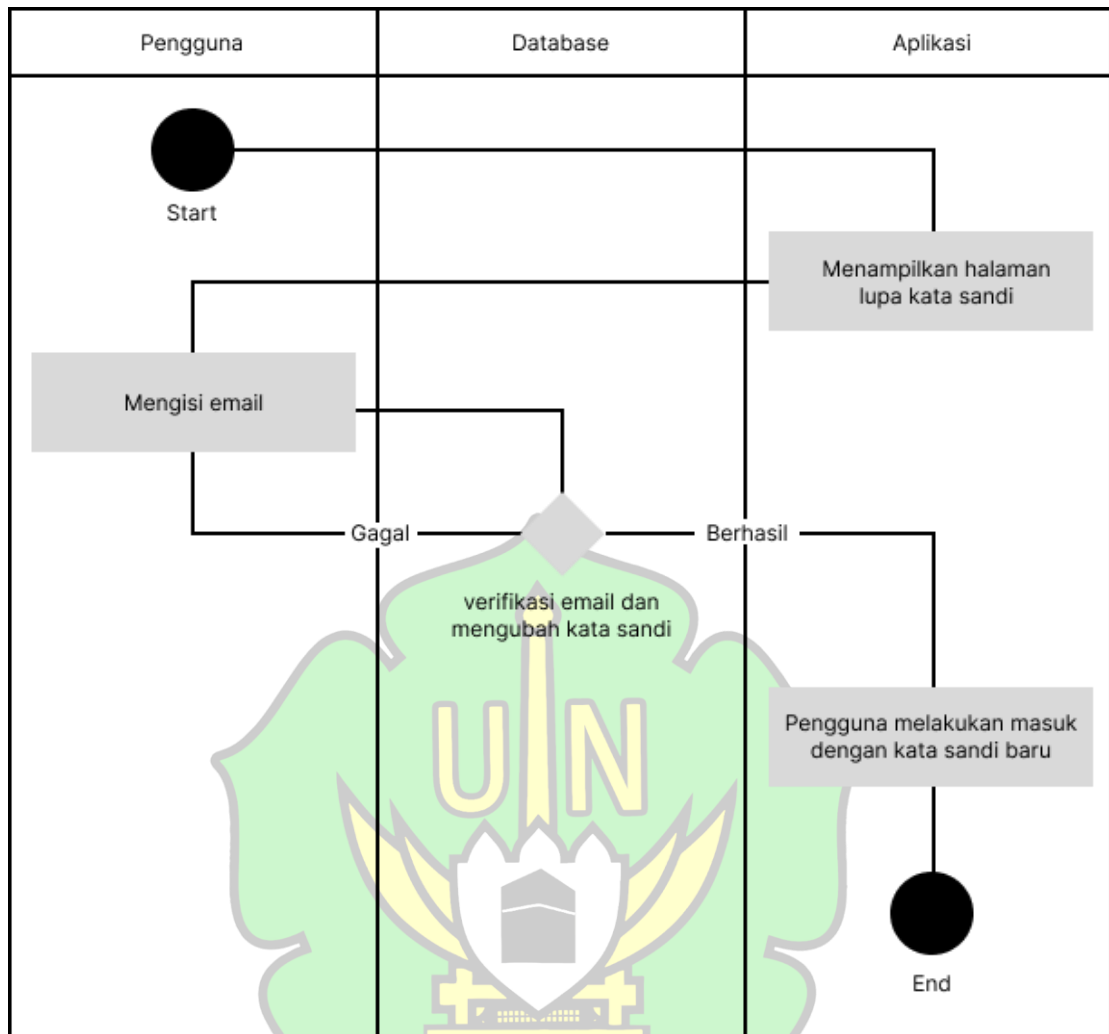 Pengguna
Database
Aplikasi
Start
Menampilkan halaman
lupa kata sandi
Mengisi email
Gagal
Berhasil
verifikasi email dan
mengubah kata sandi
UIN
Pengguna melakukan masuk
dengan kata sandi baru
End